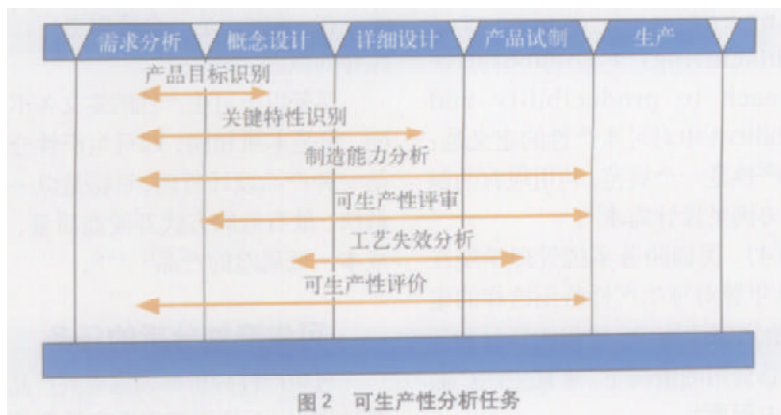 需求分析 概念设计 详细设计 产品试制 生产
产品目标识别
关键特性识别
制造能力分析
可生产性评审
工艺失效分析
可生产性评价
图2 可生产性分析任务